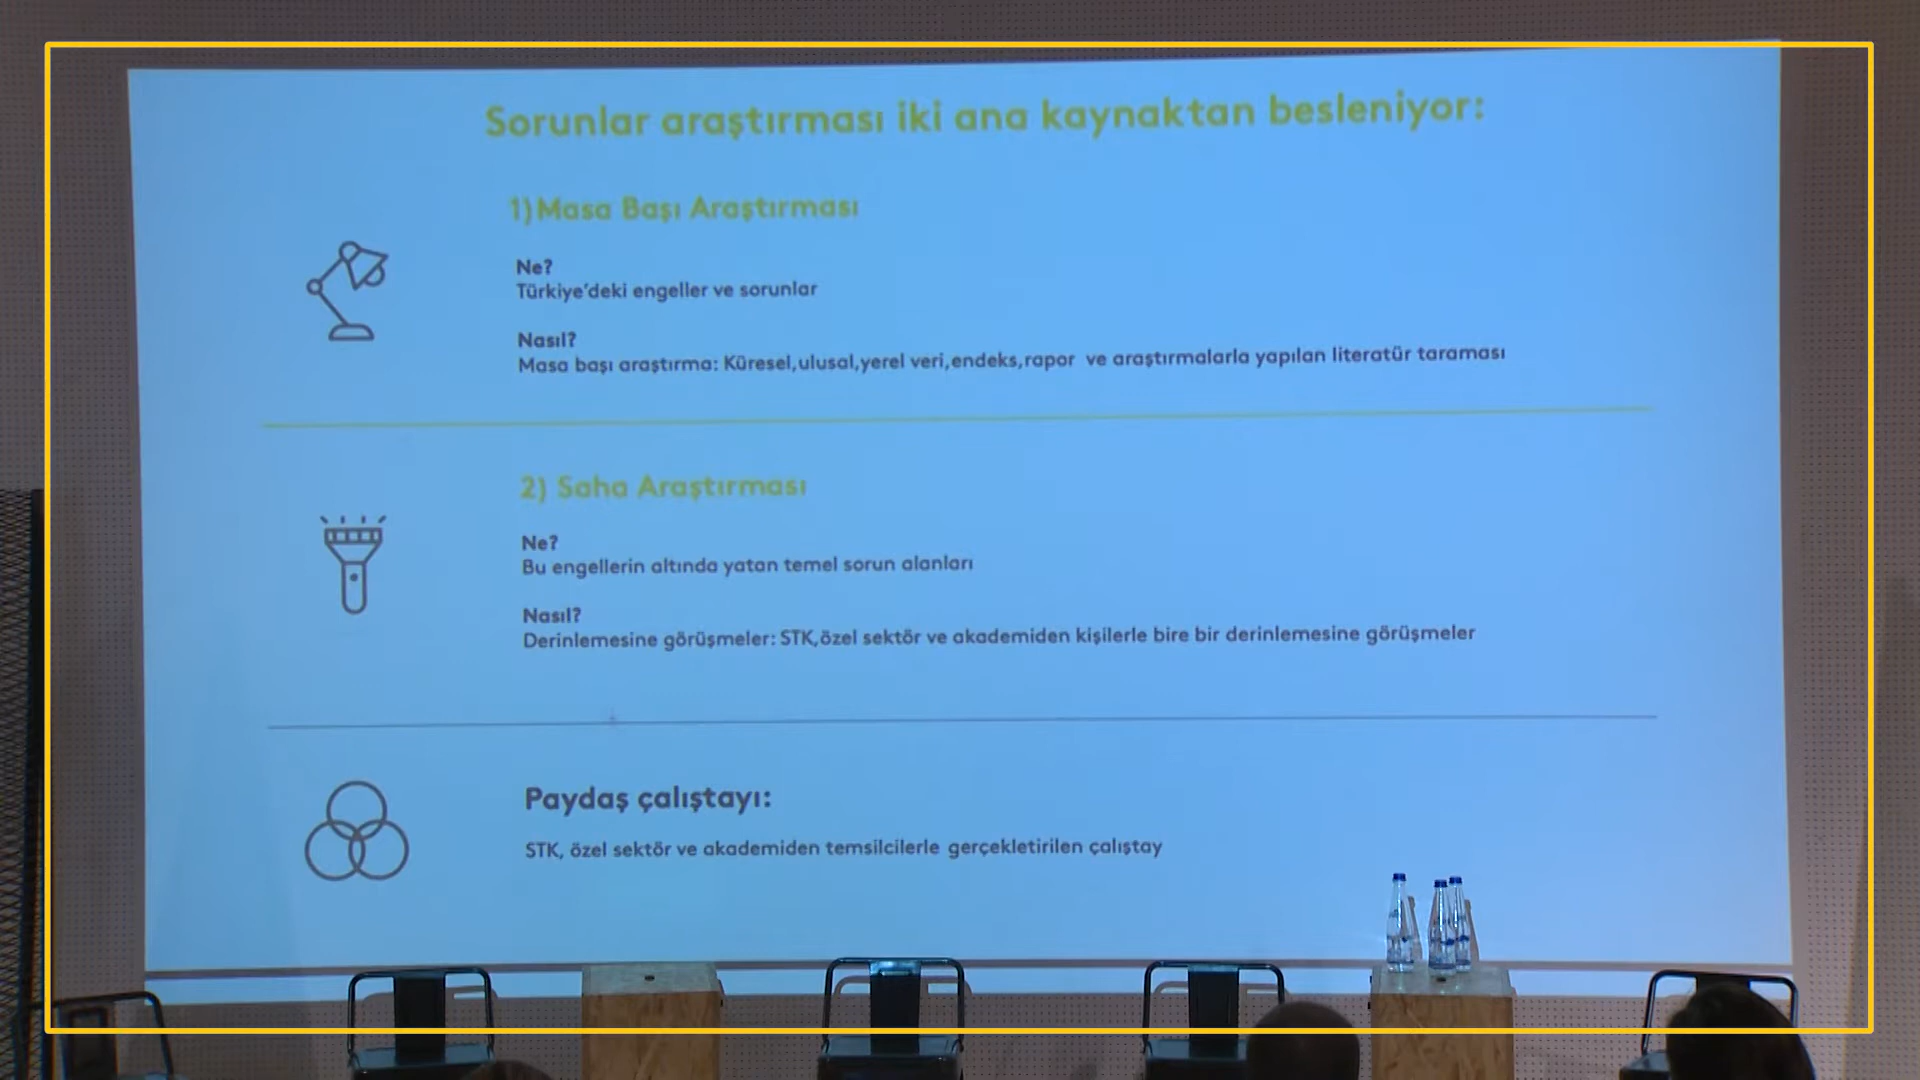 Sorunlar araştırması iki ana kaynaktan besleniyor:
1)Masa Başı Araştırması
Ne?
Türkiye'deki engeller ve sorunlar
Nasıl?
Masa başı araştırma: Küresel,ulusal,yerel veri,endeks,rapor ve araştırmalarla yapılan literatür taraması
2) Saha Araştırması
Ne?
Bu engellerin altında yatan temel sorun alanları
Nasıl?
Derinlemesine görüşmeler: STK,özel sektör ve akademiden kişilerle bire bir derinlemesine görüşmeler
Paydaş çalıştayı:
STK, özel sektör ve akademiden temsilcilerle gerçekletirilen çalıştay